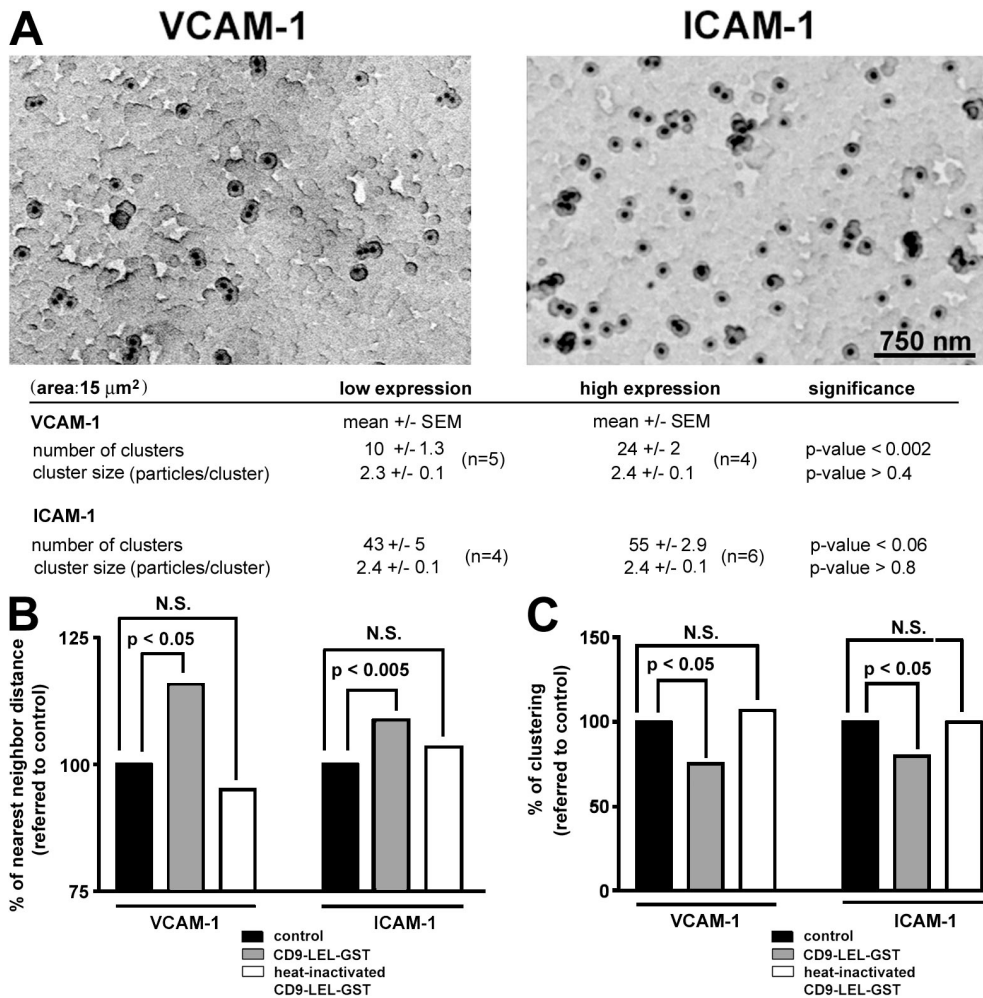 A
VCAM-1
ICAM-1
750 nm
(area:15 μm²) low expression high expression significance
VCAM-1 mean +/- SEM mean +/- SEM
number of clusters 10 +/- 1.3 (n=5) 24 +/- 2 (n=4) p-value < 0.002
cluster size (particles/cluster) 2.3 +/- 0.1 2.4 +/- 0.1 p-value > 0.4
ICAM-1
number of clusters 43 +/- 5 (n=4) 55 +/- 2.9 (n=6) p-value < 0.06
cluster size (particles/cluster) 2.4 +/- 0.1 2.4 +/- 0.1 p-value > 0.8
B
% of nearest neighbor distance
(referred to control)
125
100
75
N.S.
p < 0.05
N.S.
p < 0.005
VCAM-1
ICAM-1
control
CD9-LEL-GST
heat-inactivated
CD9-LEL-GST
C
% of clustering
(referred to control)
150
100
50
0
N.S.
p < 0.05
N.S.
p < 0.05
VCAM-1
ICAM-1
control
CD9-LEL-GST
heat-inactivated
CD9-LEL-GST